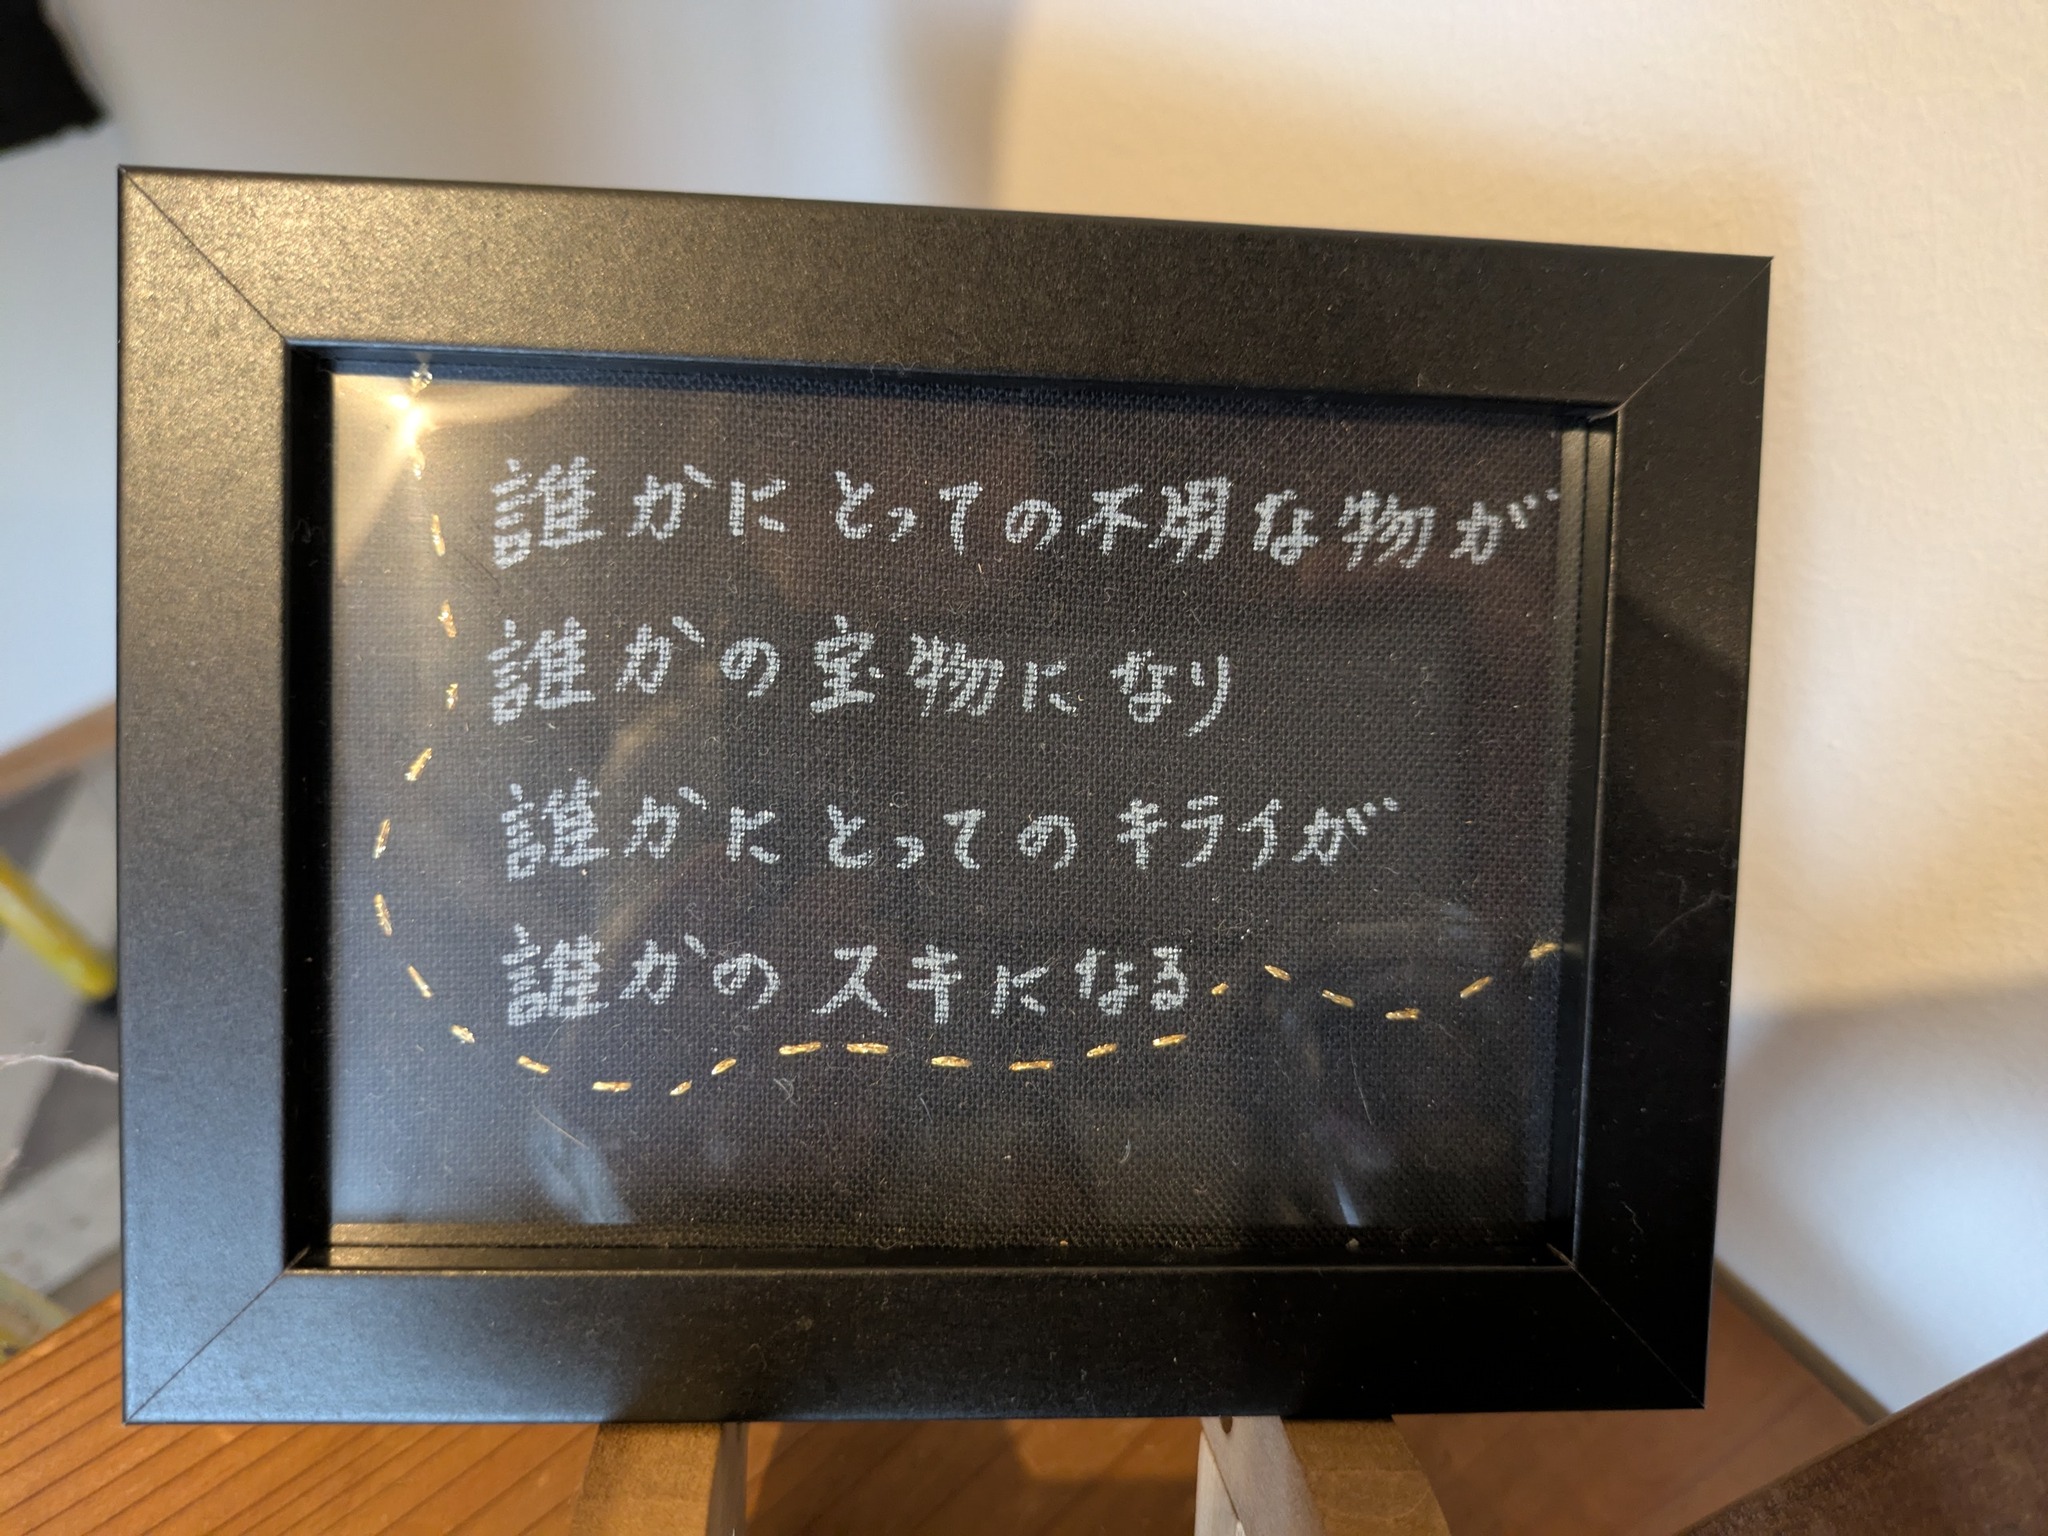 誰かにとっての不用な物が
誰かの宝物になり
誰かにとってのキライが
誰かのスキになる